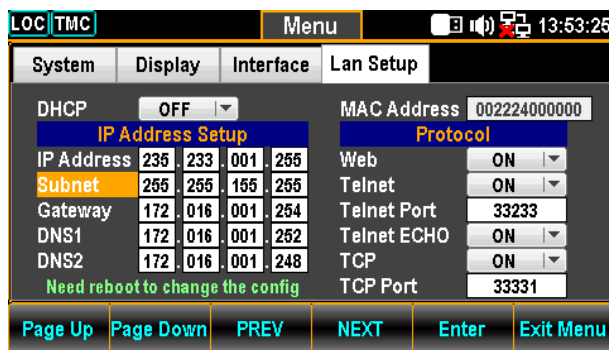 LOC TMC Menu 13:53:25
System Display Interface Lan Setup
DHCP OFF
IP Address Setup
IP Address 235 . 233 . 001 . 255
Subnet 255 . 255 . 155 . 255
Gateway 172 . 016 . 001 . 254
DNS1 172 . 016 . 001 . 252
DNS2 172 . 016 . 001 . 248
Need reboot to change the config
MAC Address 002224000000
Protocol
Web ON
Telnet ON
Telnet Port 33233
Telnet ECHO ON
TCP ON
TCP Port 33331
Page Up Page Down PREV NEXT Enter Exit Menu